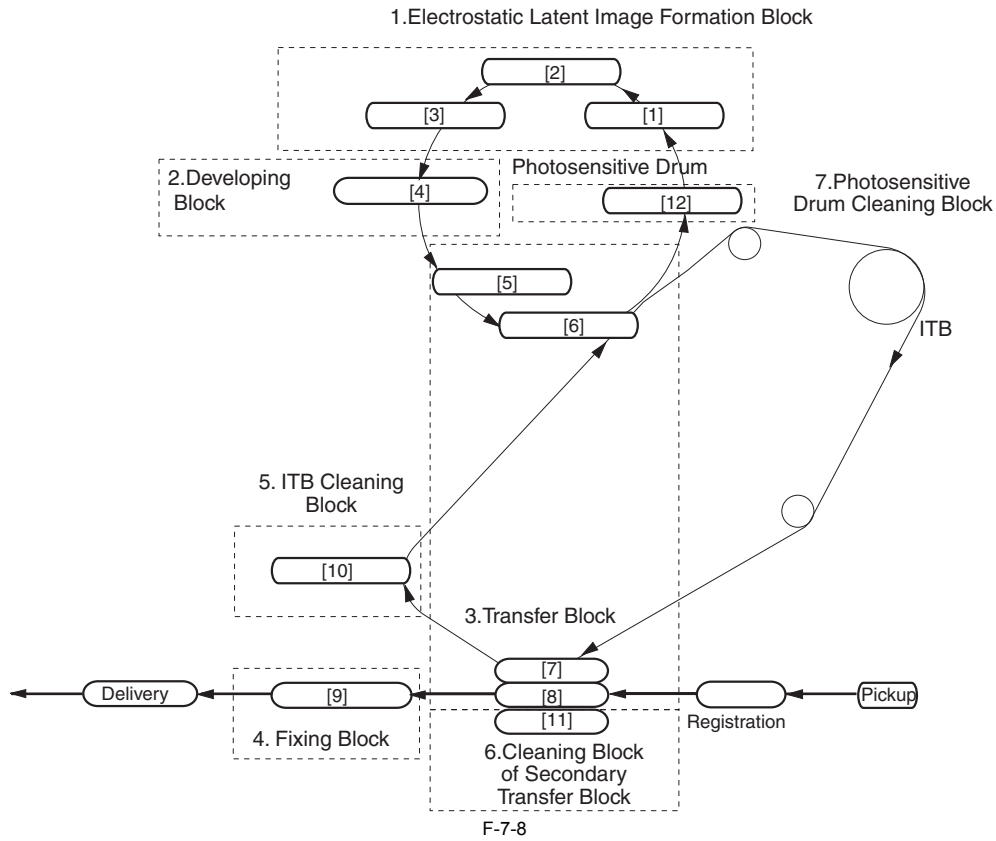 1.Electrostatic Latent Image Formation Block
[2]
[3]
[1]
2.Developing
Block
[4]
Photosensitive Drum
[12]
7.Photosensitive
Drum Cleaning Block
[5]
[6]
ITB
5. ITB Cleaning
Block
[10]
3.Transfer Block
[7]
Delivery
[9]
[8]
Pickup
[11]
Registration
4. Fixing Block
6.Cleaning Block
of Secondary
Transfer Block
F-7-8